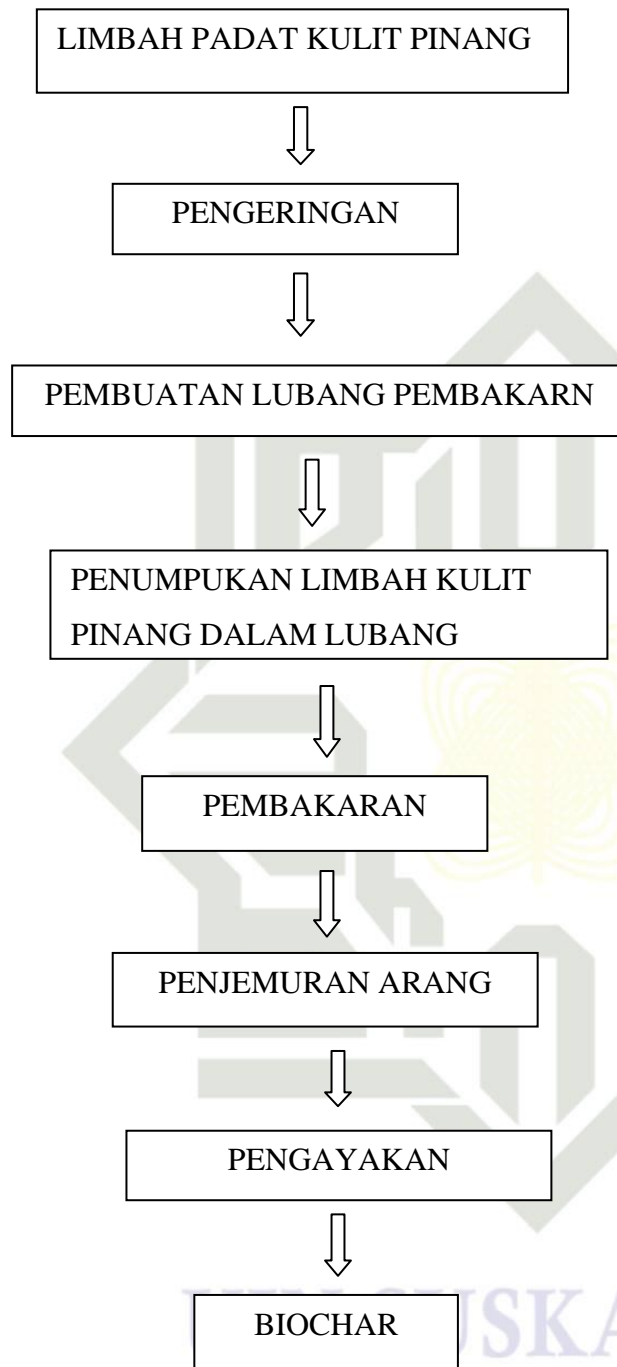 LIMBAH PADAT KULIT PINANG
PENGERINGAN
PEMBUATAN LUBANG PEMBAKARN
PENUMPUKAN LIMBAH KULIT
PINANG DALAM LUBANG
PEMBAKARAN
PENJEMURAN ARANG
PENGAYAKAN
BIOCHAR